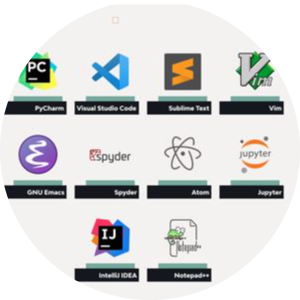 PC
PyCharm
Visual Studio Code
Sublime Text
Vim
GNU Emacs
spyder
Spyder
Atom
jupyter
Jupyter
IJ
IntelliJ IDEA
Notepad++
Notepad++